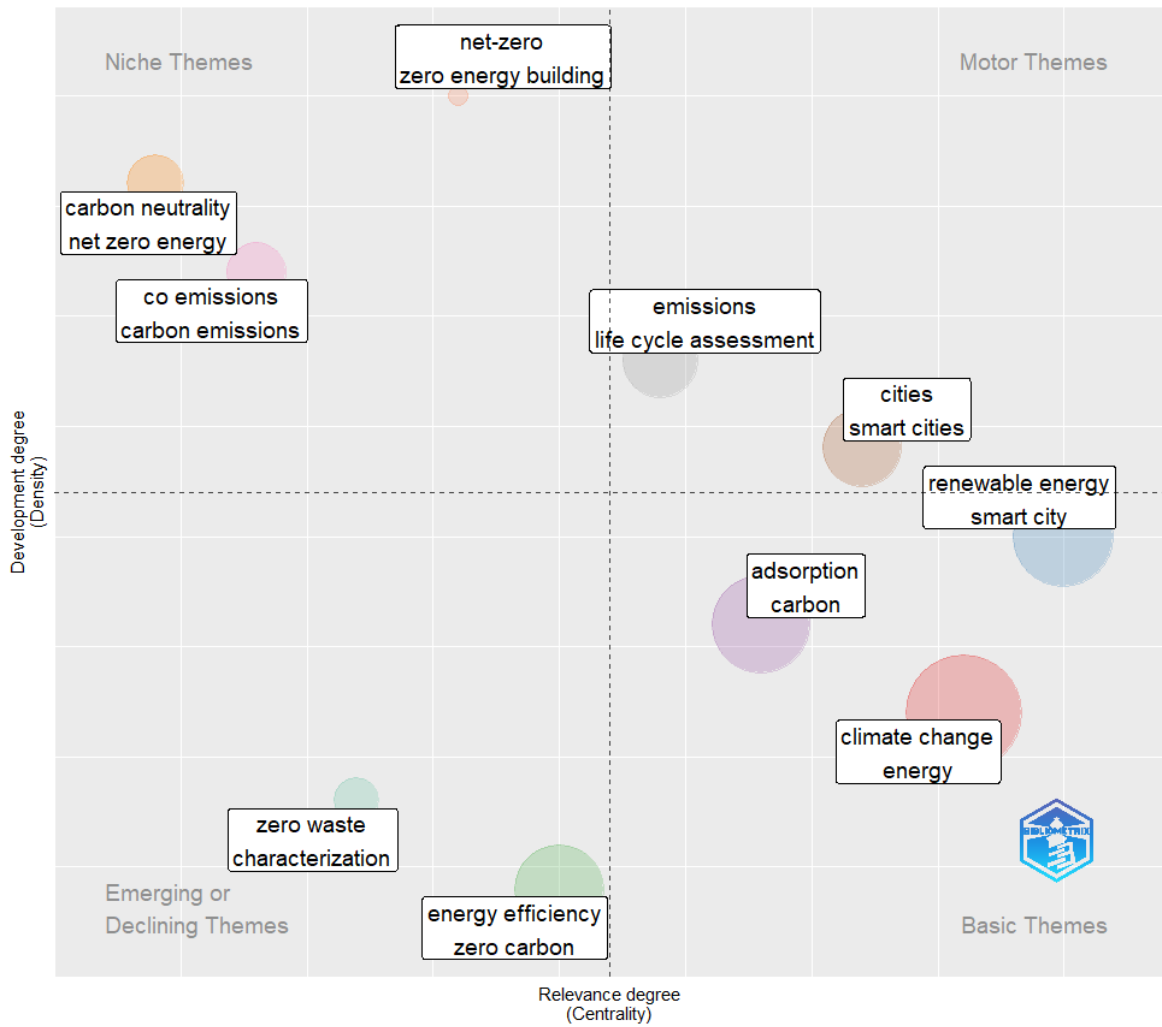 net-zero
zero energy building
Niche Themes
Motor Themes
carbon neutrality
net zero energy
co emissions
carbon emissions
emissions
life cycle assessment
cities
smart cities
renewable energy
smart city
adsorption
carbon
climate change
energy
zero waste
characterization
energy efficiency
zero carbon
BIBLIOMETRIX
Emerging or
Declining Themes
Basic Themes
Development degree
(Density)
Relevance degree
(Centrality)